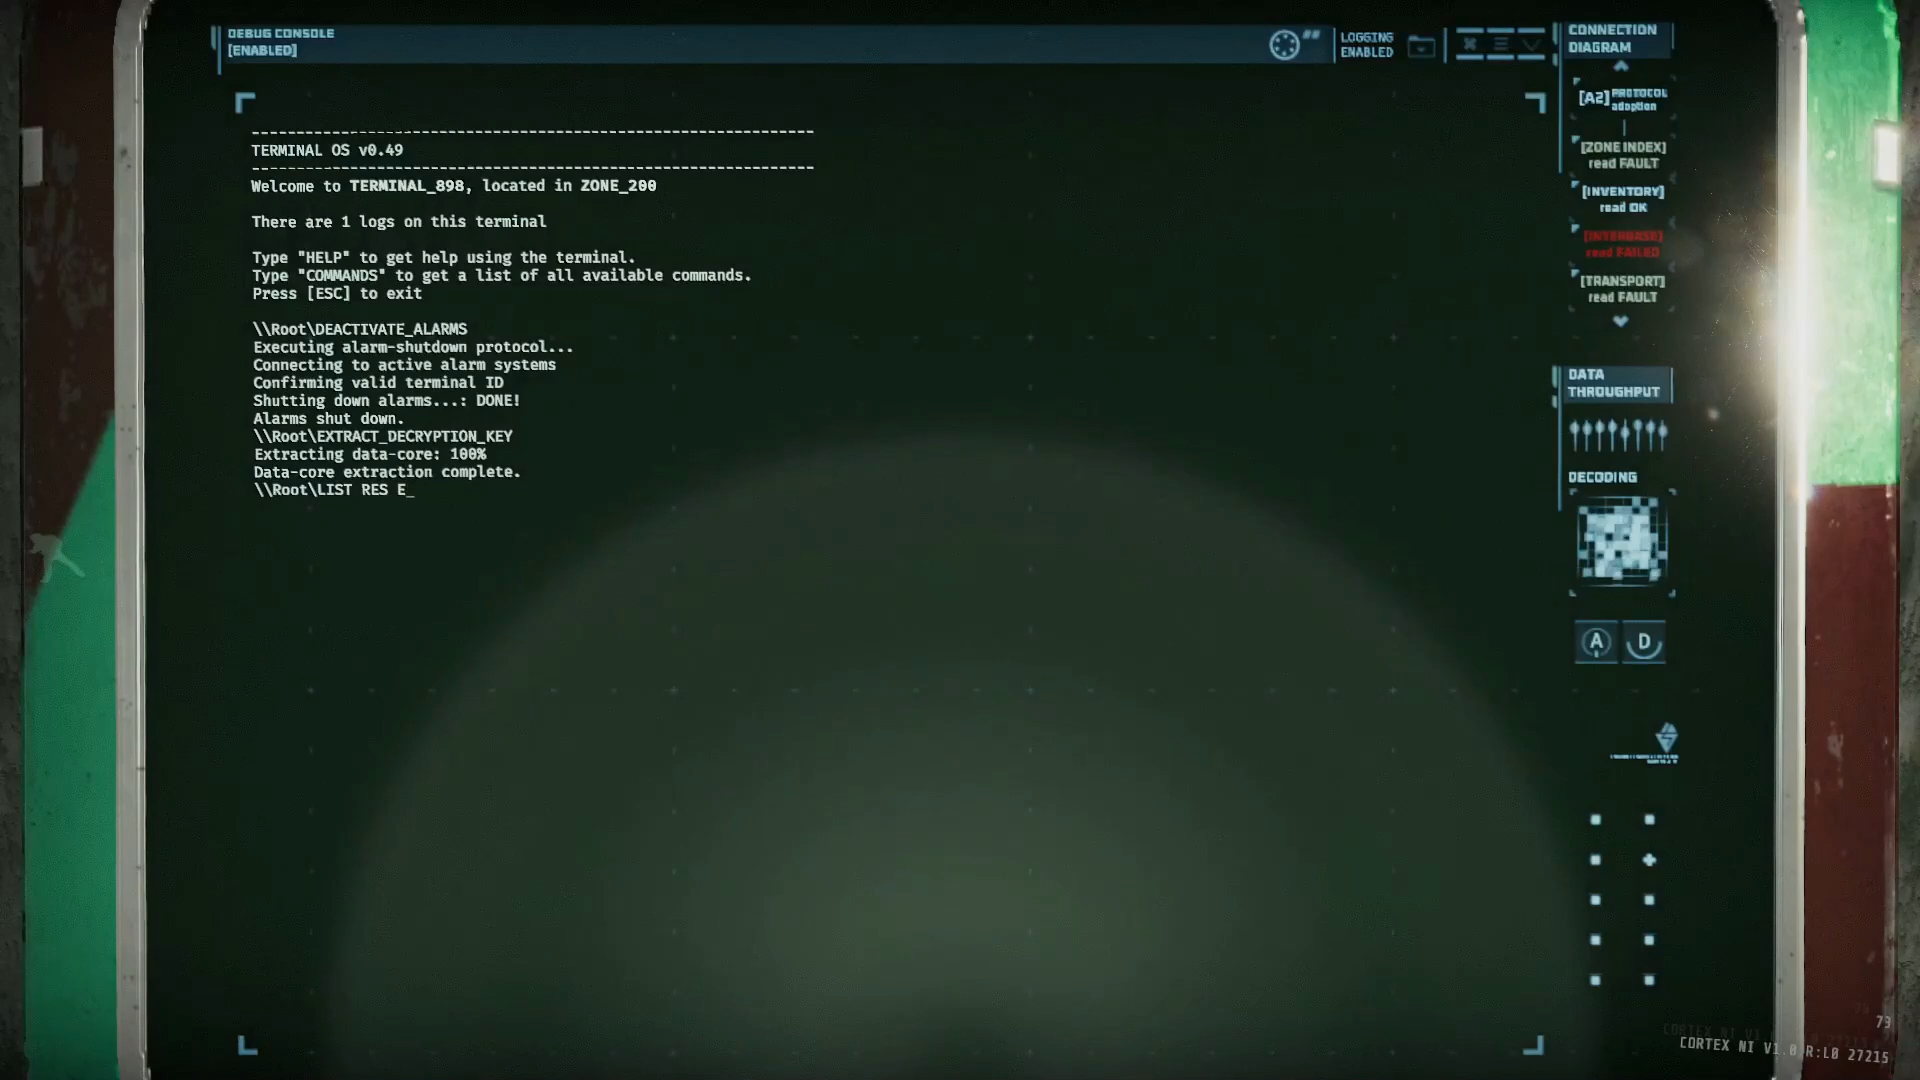 DEBUG CONSOLE
[ENABLED]
LOGGING
ENABLED
--------------------------------------------------------------
TERMINAL OS v0.49
--------------------------------------------------------------
Welcome to TERMINAL_898, located in ZONE_200
There are 1 logs on this terminal
Type "HELP" to get help using the terminal.
Type "COMMANDS" to get a list of all available commands.
Press [ESC] to exit
\\Root\DEACTIVATE_ALARMS
Executing alarm-shutdown protocol...
Connecting to active alarm systems
Confirming valid terminal ID
Shutting down alarms...: DONE!
Alarms shut down.
\\Root\EXTRACT_DECRYPTION_KEY
Extracting data-core: 100%
Data-core extraction complete.
\\Root\LIST RES E_
CONNECTION
DIAGRAM
[A2] PROTOCOL
adoption
[ZONE INDEX]
read FAULT
[INVENTORY]
read OK
[INTERBASE]
read FAILED
[TRANSPORT]
read FAULT
DATA
THROUGHPUT
DECODING
A D
73
CORTEX NI V1.0 R:L0 27215